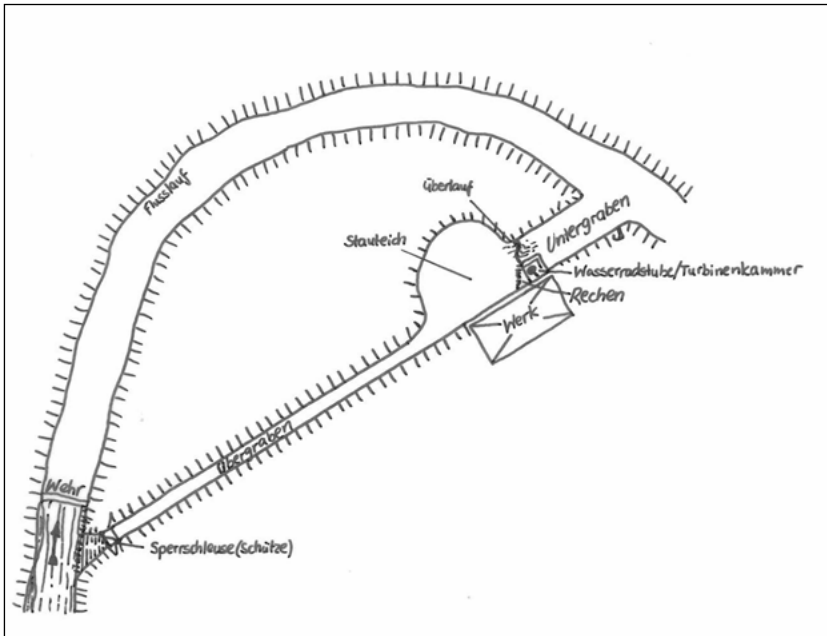 Flusslauf
Überlauf
Stauteich
Untergraben
Wasserradstube/Turbinenkammer
Rechen
Werk
Obergraben
Wehr
Sperrschleuse(Schütze)